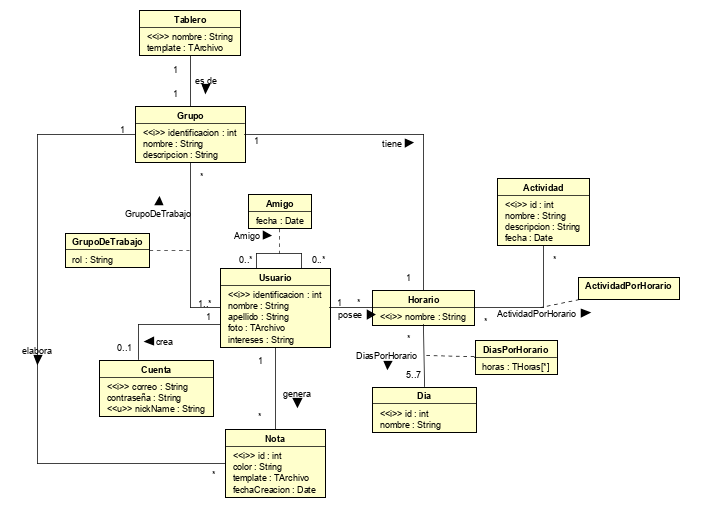 Tablero
<<i>> nombre : String
template : TArchivo
1
es de
1
Grupo
<<i>> identificacion : int
nombre : String
descripcion : String
1
1
tiene
*
GrupoDeTrabajo
GrupoDeTrabajo
rol : String
Amigo
fecha : Date
Amigo
0..*
0..*
Actividad
<<i>> id : int
nombre : String
descripcion : String
fecha : Date
*
Usuario
<<i>> identificacion : int
nombre : String
apellido : String
foto : TArchivo
intereses : String
1..*
1
1
*
posee
1
Horario
<<i>> nombre : String
*
ActividadPorHorario
ActividadPorHorario
0..1
crea
Cuenta
<<i>> correo : String
contraseña : String
<<u>> nickName : String
elabora
1
genera
*
*
DiasPorHorario
5..7
DiasPorHorario
horas : THoras[*]
Dia
<<i>> id : int
nombre : String
Nota
<<i>> id : int
color : String
template : TArchivo
fechaCreacion : Date
*